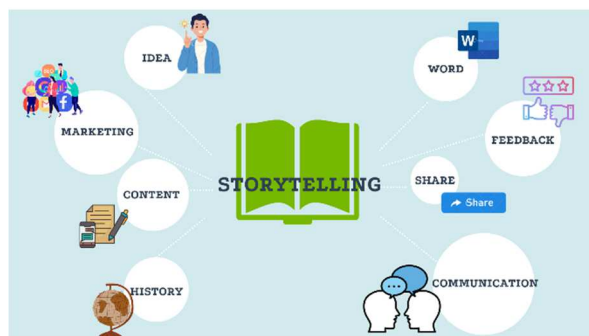 IDEA
W
WORD
MARKETING
FEEDBACK
STORYTELLING
CONTENT
SHARE
Share
HISTORY
COMMUNICATION